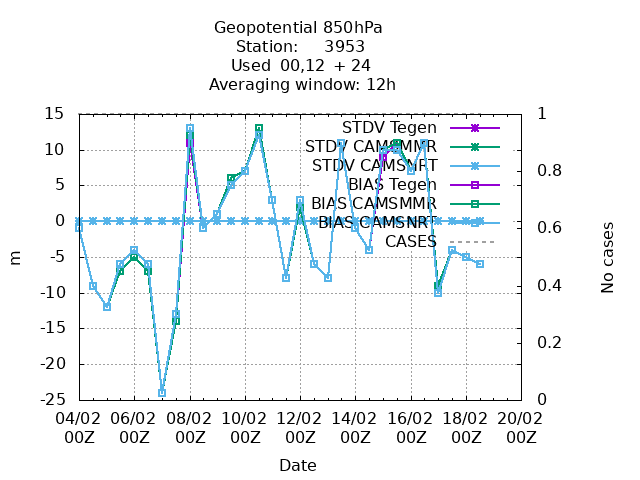 Geopotential 850hPa
Station: 3953
Used 00,12 + 24
Averaging window: 12h
15 1
STDV Tegen
10 STDV CAMSMMR
STDV CAMSNRT 0.8
5 BIAS Tegen
BIAS CAMSMMR
0 BIAS CAMSNRT 0.6
CASES
-5
m No cases
-10 0.4
-15
0.2
-20
-25 0
04/02 06/02 08/02 10/02 12/02 14/02 16/02 18/02 20/02
00Z 00Z 00Z 00Z 00Z 00Z 00Z 00Z 00Z
Date